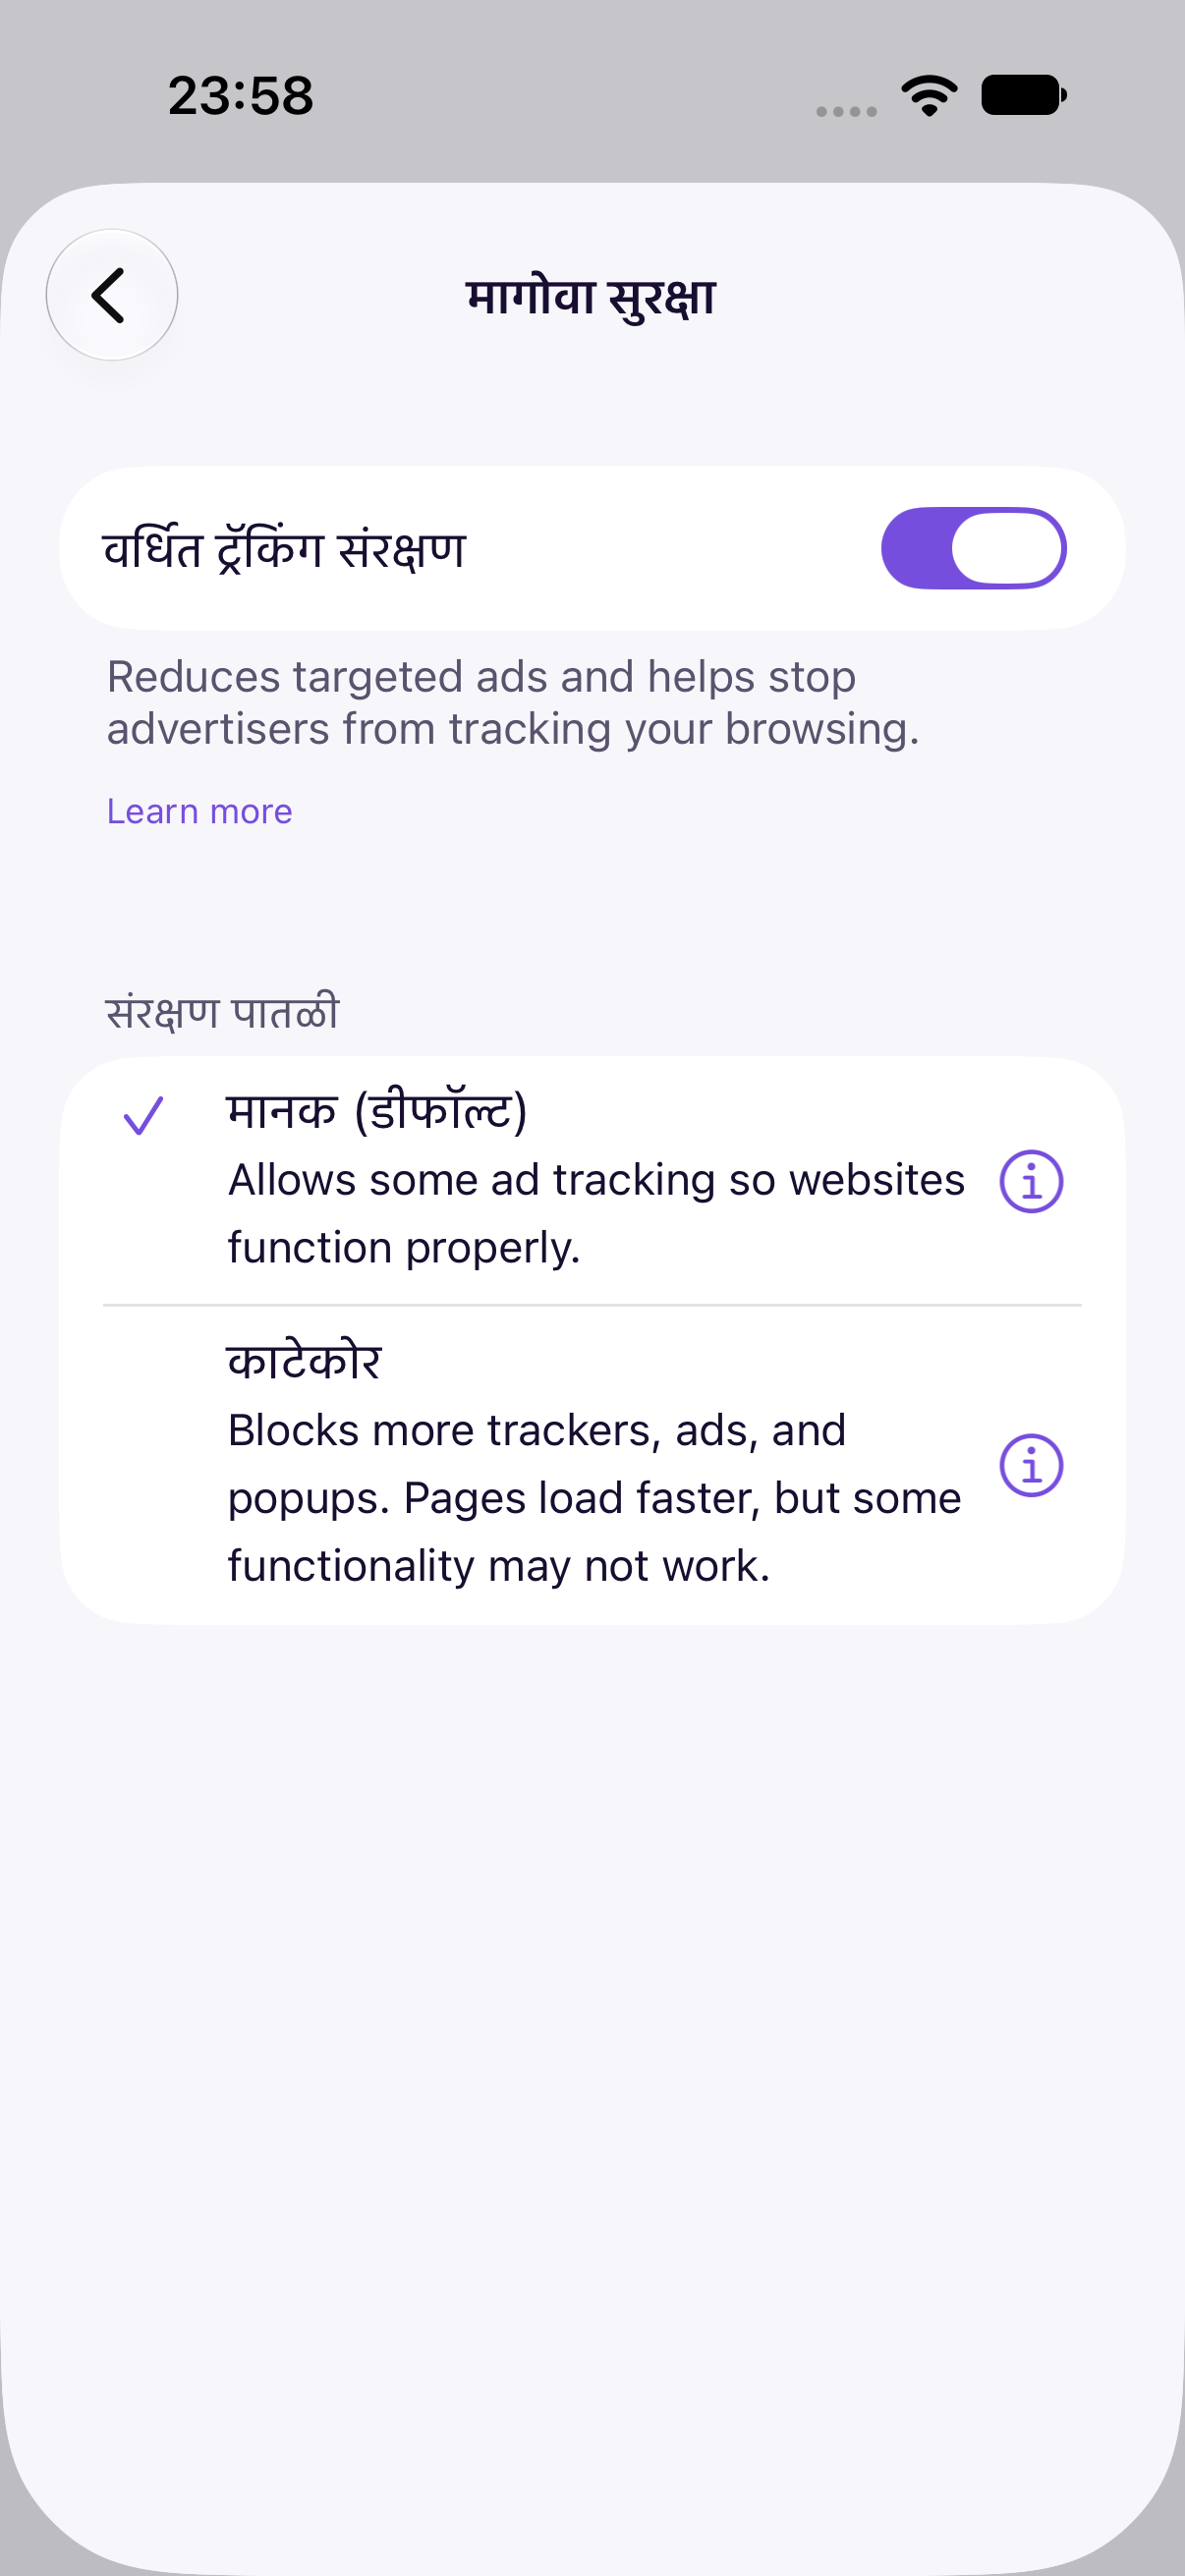 23:58
मागोवा सुरक्षा
वर्धित ट्रॅकिंग संरक्षण
Reduces targeted ads and helps stop
advertisers from tracking your browsing.
Learn more
संरक्षण पातळी
मानक (डीफॉल्ट)
Allows some ad tracking so websites
function properly.
काटेकोर
Blocks more trackers, ads, and
popups. Pages load faster, but some
functionality may not work.